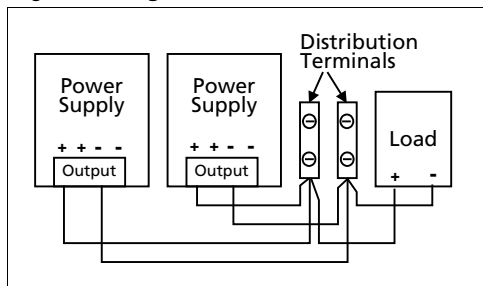 Distribution
Terminals
Power
Supply
+ + - -
Output
Power
Supply
+ + - -
Output
Load
+ -